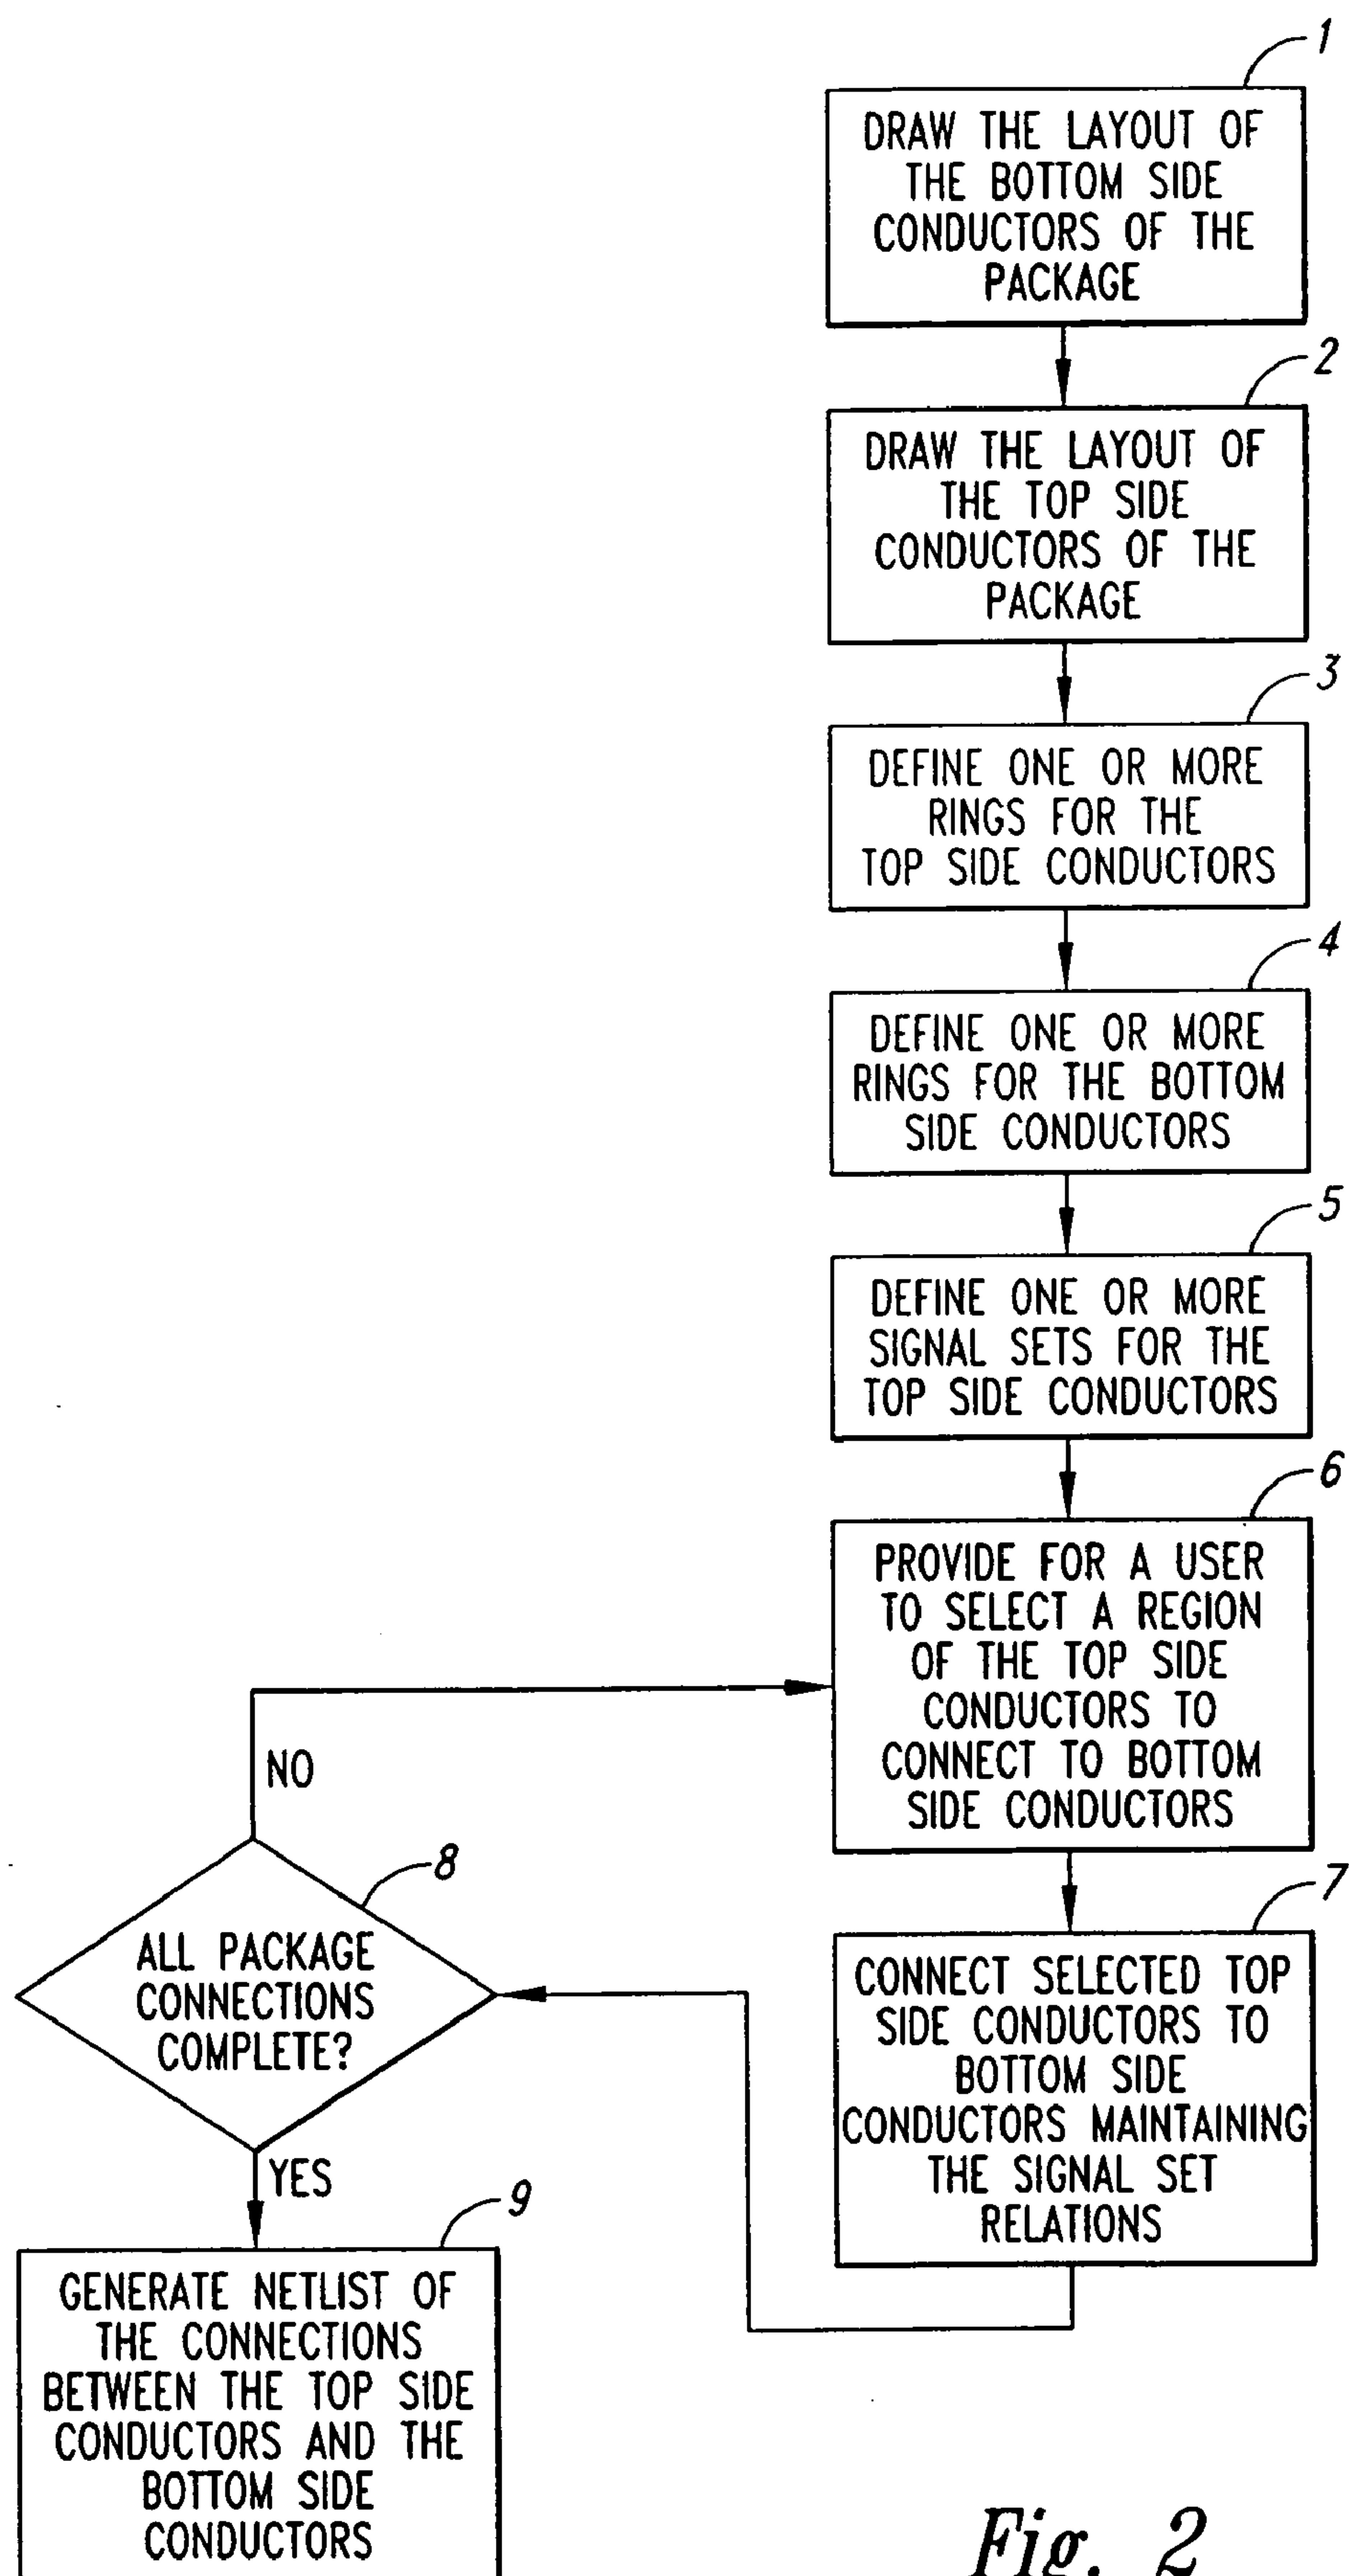 1
DRAW THE LAYOUT OF
THE BOTTOM SIDE
CONDUCTORS OF THE
PACKAGE
2
DRAW THE LAYOUT OF
THE TOP SIDE
CONDUCTORS OF THE
PACKAGE
3
DEFINE ONE OR MORE
RINGS FOR THE
TOP SIDE CONDUCTORS
4
DEFINE ONE OR MORE
RINGS FOR THE BOTTOM
SIDE CONDUCTORS
5
DEFINE ONE OR MORE
SIGNAL SETS FOR THE
TOP SIDE CONDUCTORS
6
PROVIDE FOR A USER
TO SELECT A REGION
OF THE TOP SIDE
CONDUCTORS TO
CONNECT TO BOTTOM
SIDE CONDUCTORS
7
CONNECT SELECTED TOP
SIDE CONDUCTORS TO
BOTTOM SIDE
CONDUCTORS MAINTAINING
THE SIGNAL SET
RELATIONS
NO
8
ALL PACKAGE
CONNECTIONS
COMPLETE?
YES
9
GENERATE NETLIST OF
THE CONNECTIONS
BETWEEN THE TOP SIDE
CONDUCTORS AND THE
BOTTOM SIDE
CONDUCTORS
Fig. 2